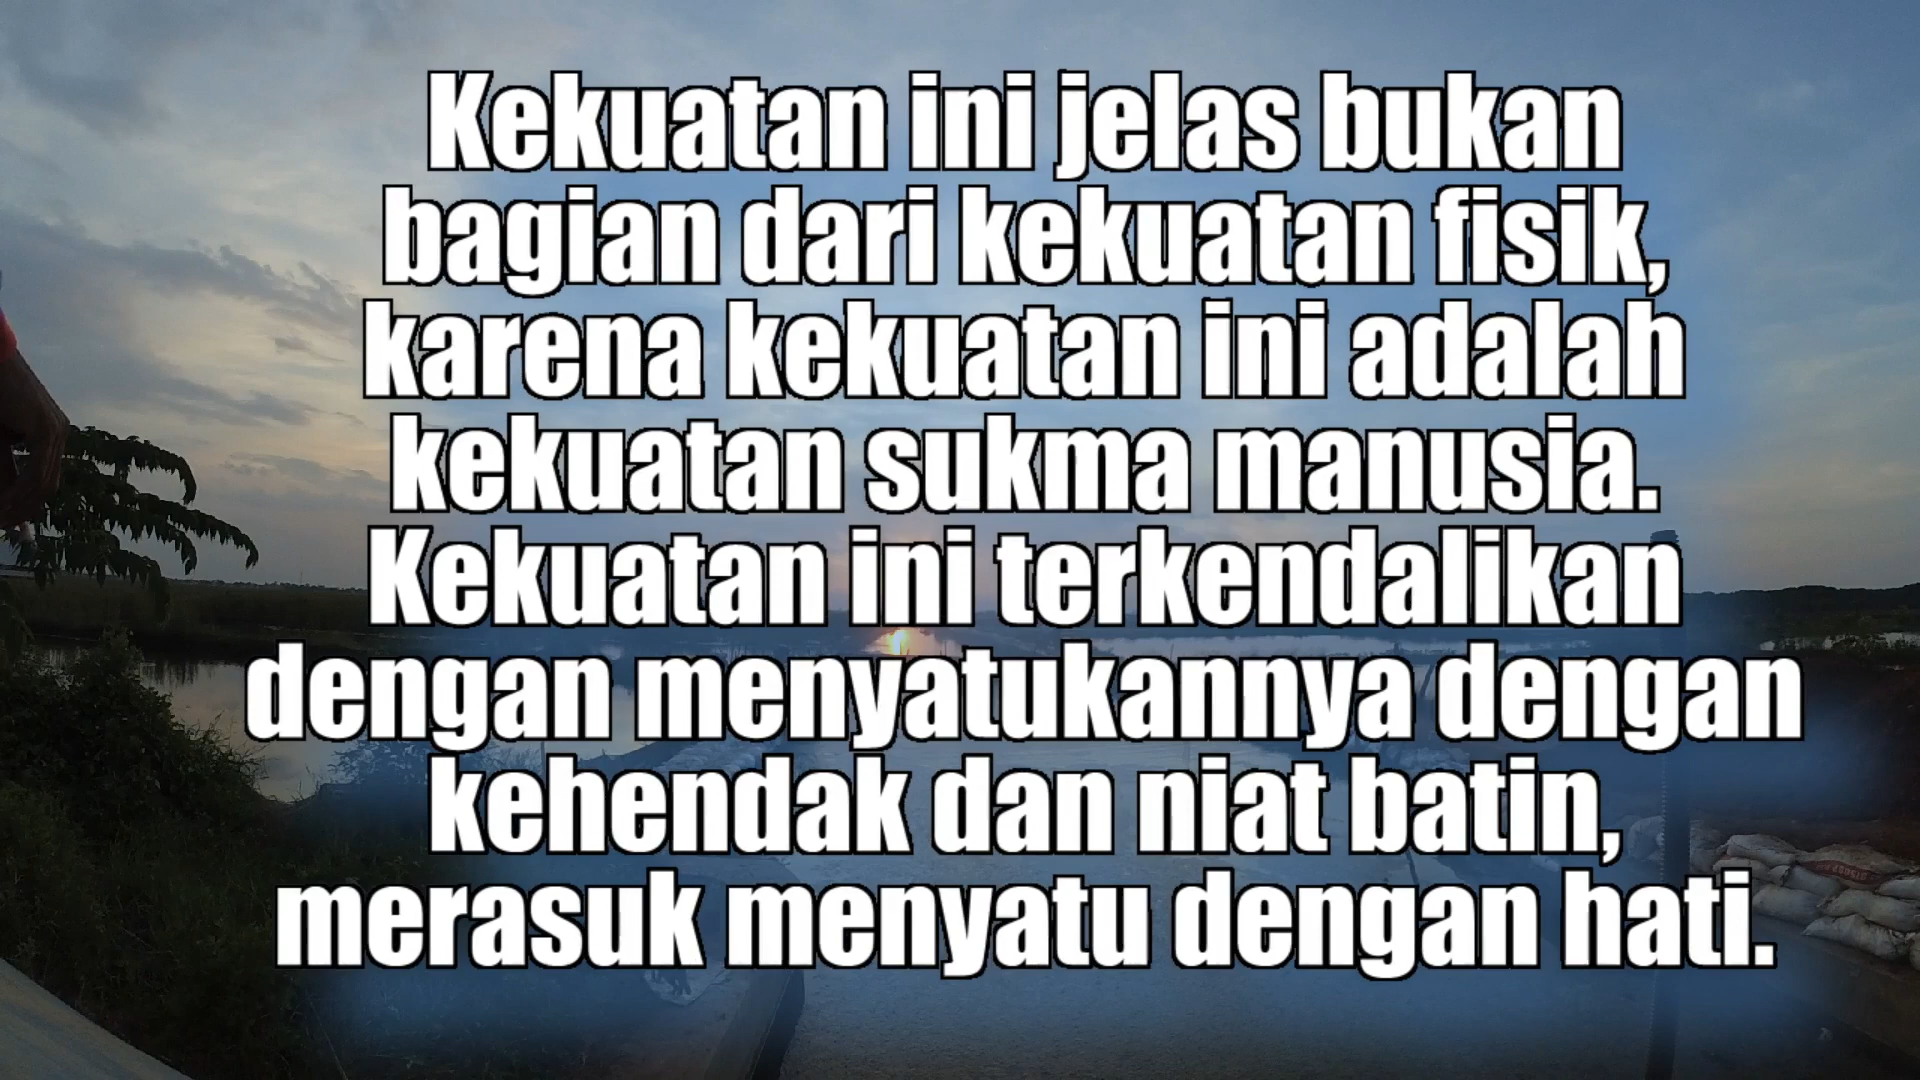 Kekuatan ini jelas bukan
bagian dari kekuatan fisik,
karena kekuatan ini adalah
kekuatan sukma manusia.
Kekuatan ini terkendalikan
dengan menyatukannya dengan
kehendak dan niat batin,
merasuk menyatu dengan hati.